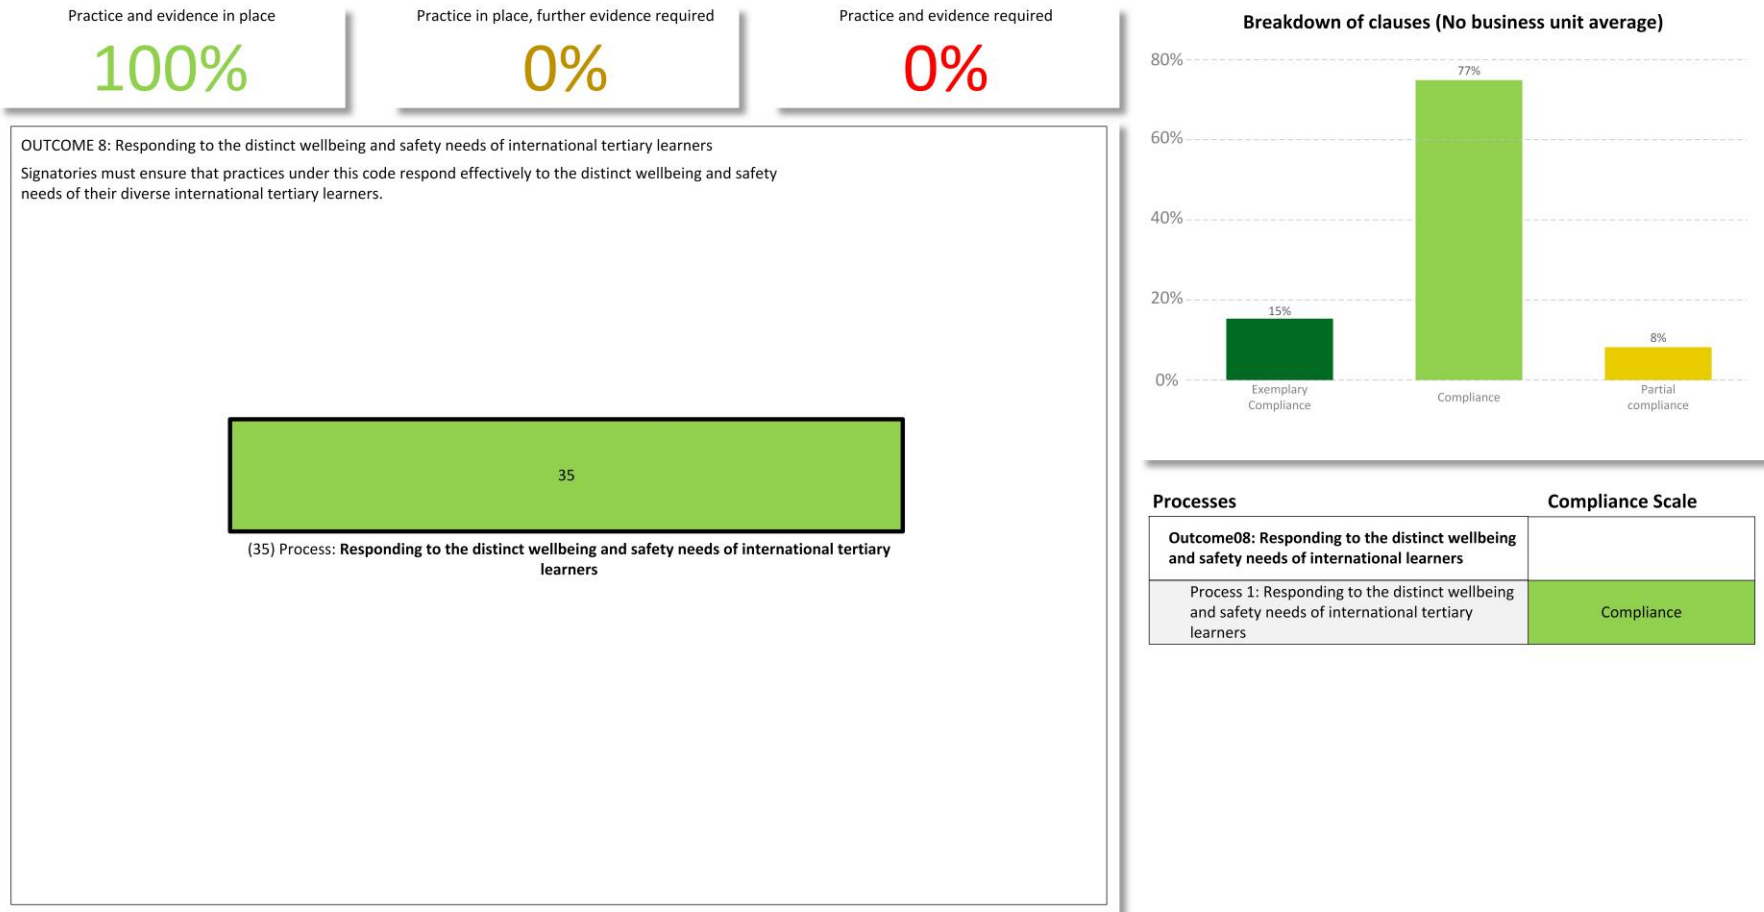 Practice and evidence in place
100%
Practice in place, further evidence required
0%
Practice and evidence required
0%
OUTCOME 8: Responding to the distinct wellbeing and safety needs of international tertiary learners
Signatories must ensure that practices under this code respond effectively to the distinct wellbeing and safety
needs of their diverse international tertiary learners.
35
(35) Process: Responding to the distinct wellbeing and safety needs of international tertiary
learners
Breakdown of clauses (No business unit average)
80%
60%
40%
20%
0%
15%
77%
8%
Exemplary
Compliance
Compliance
Partial
compliance
Processes
Compliance Scale
Outcome08: Responding to the distinct wellbeing
and safety needs of international learners
Process 1: Responding to the distinct wellbeing
and safety needs of international tertiary
learners
Compliance